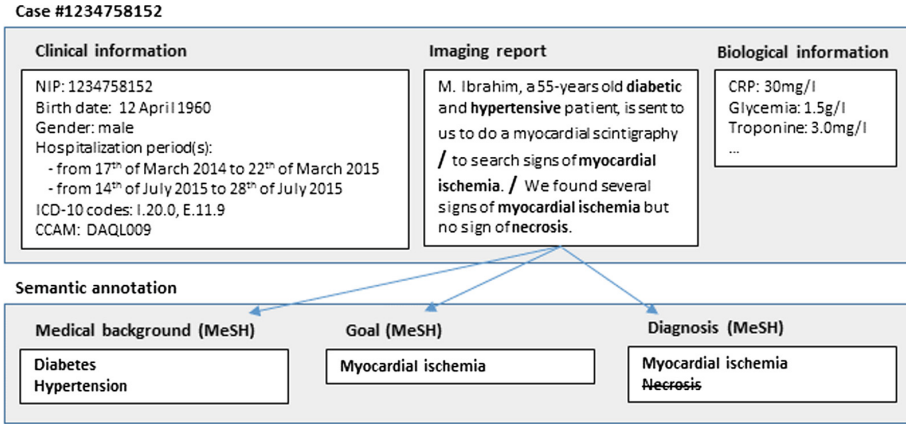 Case #1234758152
Clinical information
NIP: 1234758152
Birth date: 12 April 1960
Gender: male
Hospitalization period(s):
- from 17th of March 2014 to 22th of March 2015
- from 14th of July 2015 to 28th of July 2015
ICD-10 codes: I.20.0, E.11.9
CCAM: DAQL009
Imaging report
M. Ibrahim, a 55-years old diabetic
and hypertensive patient, is sent to
us to do a myocardial scintigraphy
/ to search signs of myocardial
ischemia. / We found several
signs of myocardial ischemia but
no sign of necrosis.
Biological information
CRP: 30mg/l
Glycemia: 1.5g/l
Troponine: 3.0mg/l
...
Semantic annotation
Medical background (MeSH)
Diabetes
Hypertension
Goal (MeSH)
Myocardial ischemia
Diagnosis (MeSH)
Myocardial ischemia
Necrosis